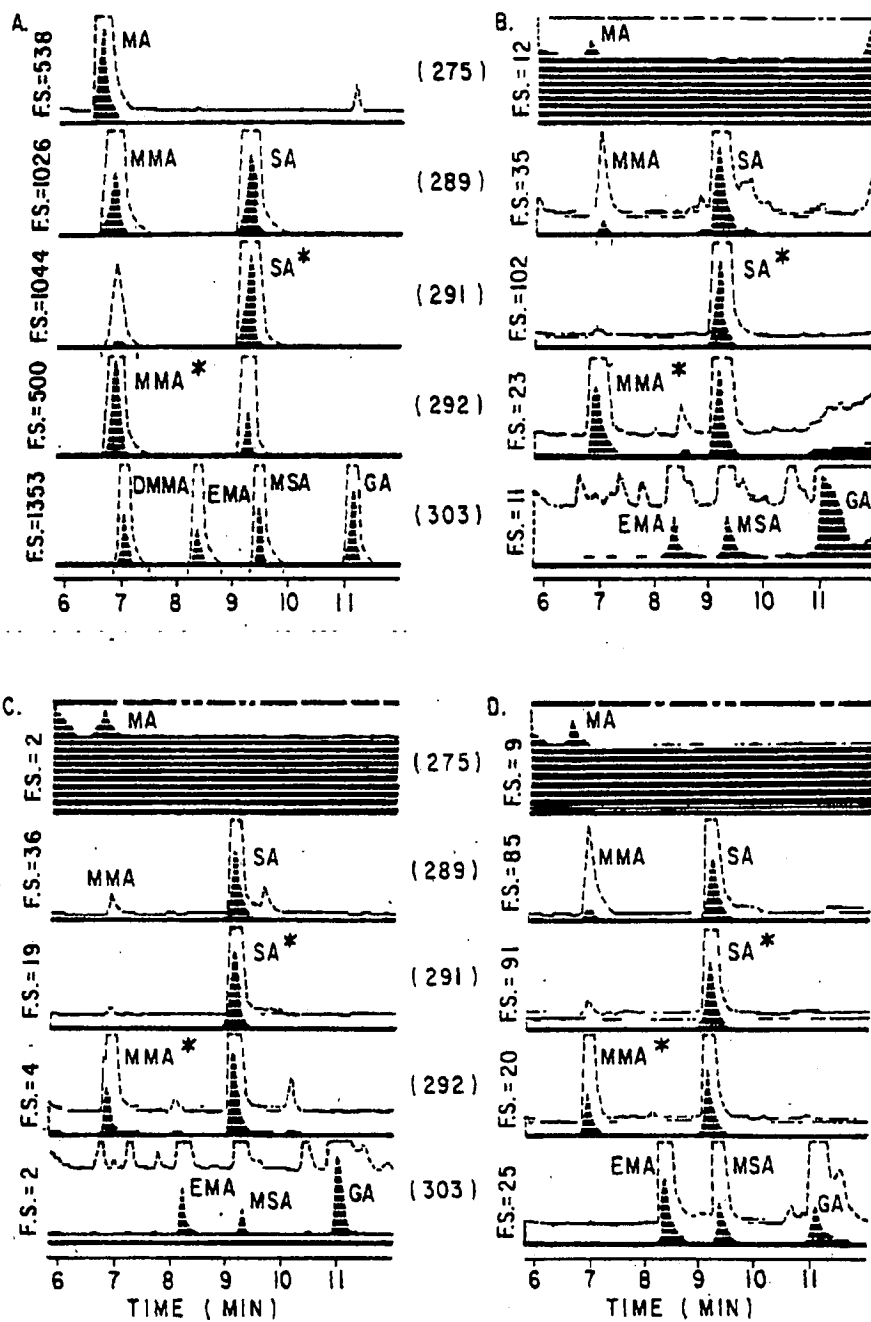 A.
F.S.=538
MA
(275)
F.S.=1026
MMA
SA
(289)
F.S.=1044
SA*
(291)
F.S.=500
MMA*
(292)
F.S.=1353
DMMA
EMA
MSA
GA
(303)
6 7 8 9 10 11
B.
F.S.=12
MA
F.S.=35
MMA
SA
F.S.=102
SA*
F.S.=23
MMA*
F.S.=11
EMA
MSA
GA
6 7 8 9 10 11
C.
F.S.=2
MA
(275)
F.S.=36
MMA
SA
(289)
F.S.=19
SA*
(291)
F.S.=4
MMA*
(292)
F.S.=2
EMA
MSA
GA
(303)
6 7 8 9 10 11
TIME (MIN)
D.
F.S.=9
MA
F.S.=85
MMA
SA
F.S.=91
SA*
F.S.=20
MMA*
F.S.=25
EMA
MSA
GA
6 7 8 9 10 11
TIME (MIN)